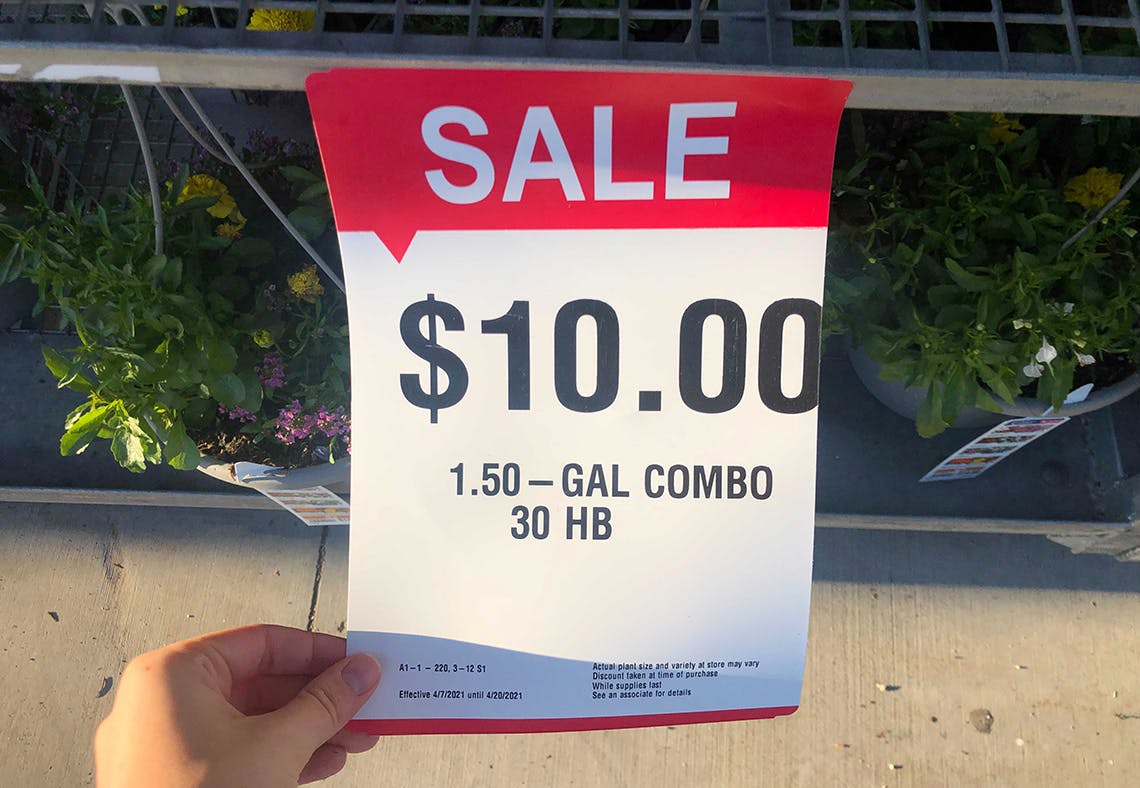 SALE
$10.00
1.50-GAL COMBO
30 HB
A1-1 - 220, 3-12 S1
Effective 4/7/2021 until 4/20/2021
Actual plant size and variety at store may vary
Discount taken at time of purchase
While supplies last
See an associate for details